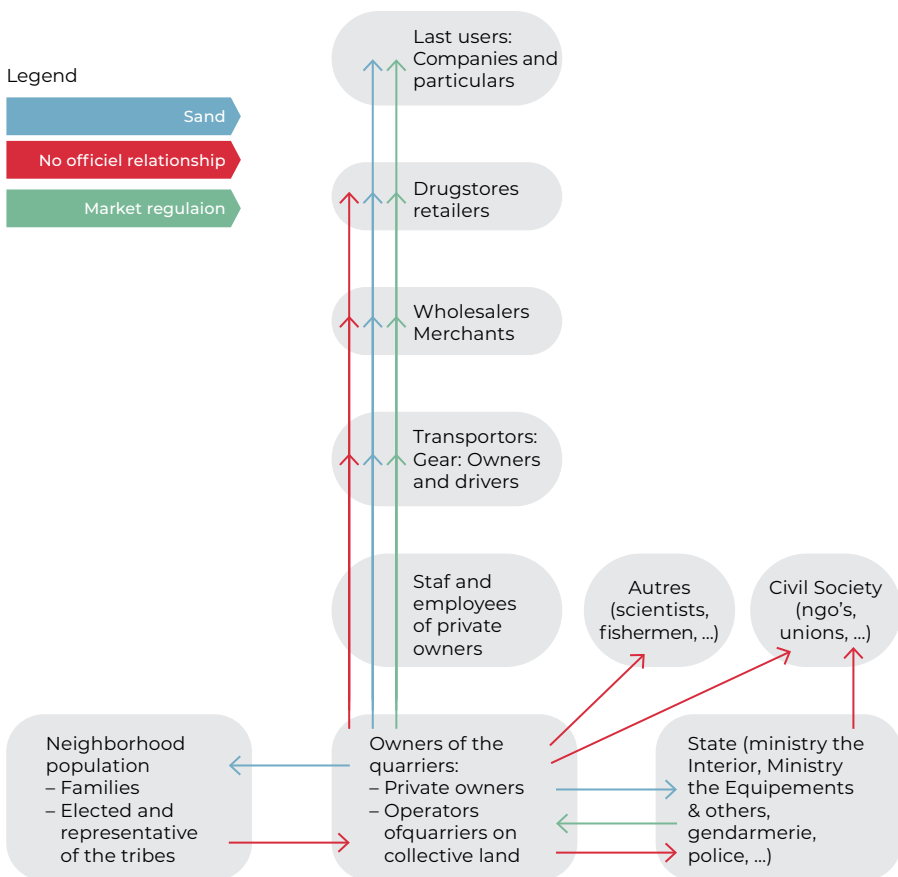 Last users:
Companies and
particulars
Legend
Sand
No officiel relationship
Market regulaion
Drugstores
retailers
Wholesalers
Merchants
Transportors:
Gear: Owners
and drivers
Staf and
employees
of private
owners
Autres
(scientists,
fishermen, ...)
Civil Society
(ngo's,
unions, ...)
Neighborhood
population
– Families
– Elected and
representative
of the tribes
Owners of the
quarriers:
– Private owners
– Operators
ofquarriers on
collective land
State (ministry the
Interior, Ministry
the Equipements
& others,
gendarmerie,
police, ...)